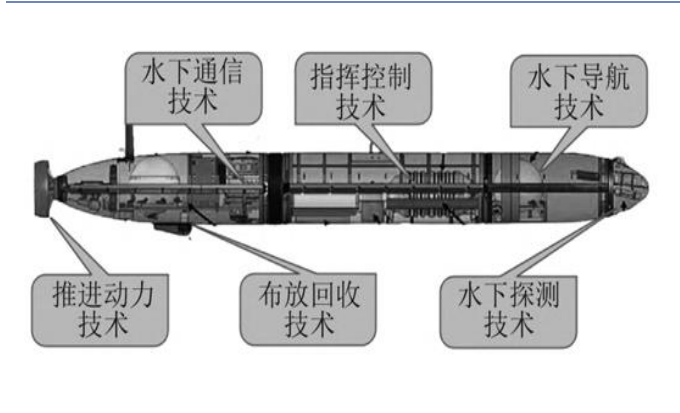 水下通信
技术
指挥控制
技术
水下导航
技术
推进动力
技术
布放回收
技术
水下探测
技术